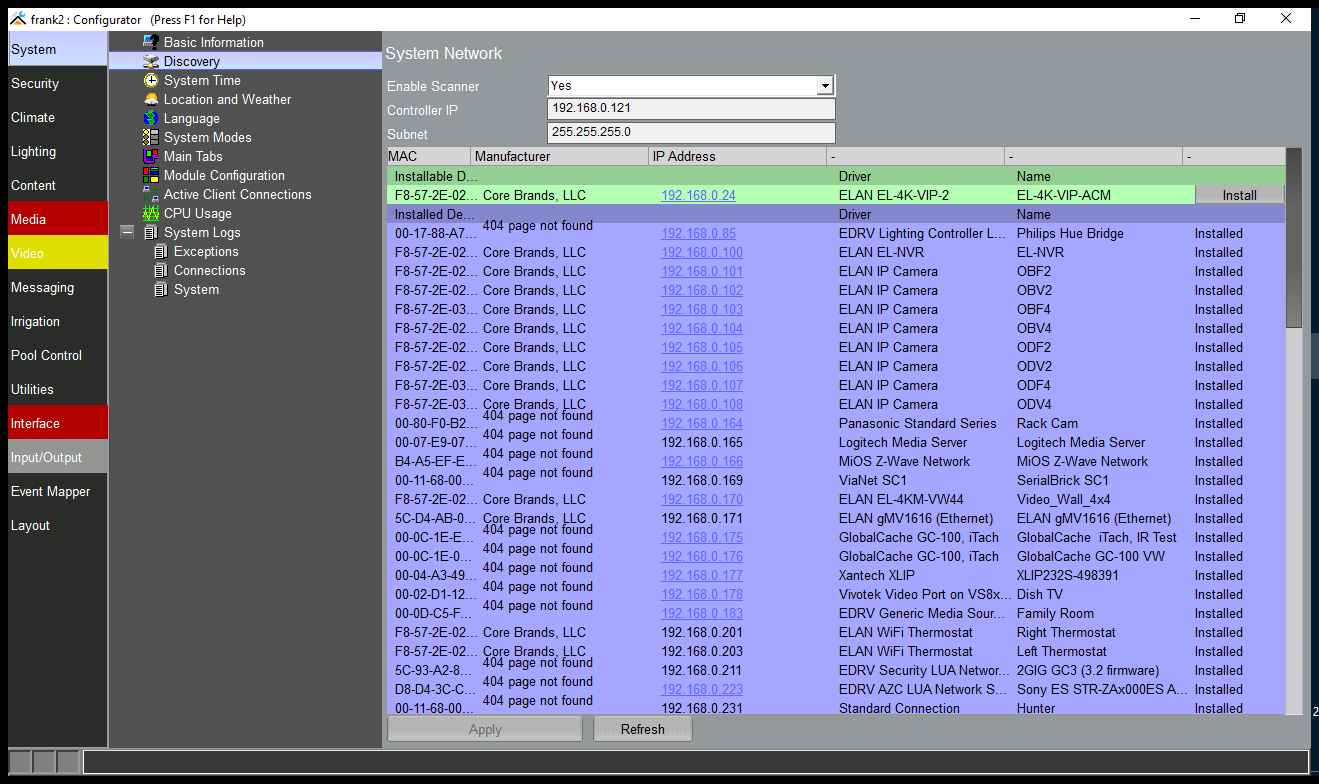 frank2 : Configurator (Press F1 for Help)
System
Security
Climate
Lighting
Content
Media
Video
Messaging
Irrigation
Pool Control
Utilities
Interface
Input/Output
Event Mapper
Layout
Basic Information
Discovery
System Time
Location and Weather
Language
System Modes
Main Tabs
Module Configuration
Active Client Connections
CPU Usage
System Logs
Exceptions
Connections
System
System Network
Enable Scanner Yes
Controller IP 192.168.0.121
Subnet 255.255.255.0
MAC Manufacturer IP Address - - -
Installable D... Driver Name
F8-57-2E-02... Core Brands, LLC 192.168.0.24 ELAN EL-4K-VIP-2 EL-4K-VIP-ACM Install
Installed De... Driver Name
00-17-88-A7... 404 page not found 192.168.0.85 EDRV Lighting Controller L... Philips Hue Bridge Installed
F8-57-2E-02... Core Brands, LLC 192.168.0.100 ELAN EL-NVR EL-NVR Installed
F8-57-2E-02... Core Brands, LLC 192.168.0.101 ELAN IP Camera OBF2 Installed
F8-57-2E-02... Core Brands, LLC 192.168.0.102 ELAN IP Camera OBV2 Installed
F8-57-2E-03... Core Brands, LLC 192.168.0.103 ELAN IP Camera OBF4 Installed
F8-57-2E-02... Core Brands, LLC 192.168.0.104 ELAN IP Camera OBV4 Installed
F8-57-2E-02... Core Brands, LLC 192.168.0.105 ELAN IP Camera ODF2 Installed
F8-57-2E-02... Core Brands, LLC 192.168.0.106 ELAN IP Camera ODV2 Installed
F8-57-2E-03... Core Brands, LLC 192.168.0.107 ELAN IP Camera ODF4 Installed
F8-57-2E-03... Core Brands, LLC 192.168.0.108 ELAN IP Camera ODV4 Installed
00-80-F0-B2... 404 page not found 192.168.0.164 Panasonic Standard Series Rack Cam Installed
00-07-E9-07... 404 page not found 192.168.0.165 Logitech Media Server Logitech Media Server Installed
B4-A5-EF-E... 404 page not found 192.168.0.166 MiOS Z-Wave Network MiOS Z-Wave Network Installed
00-11-68-00... 404 page not found 192.168.0.169 ViaNet SC1 SerialBrick SC1 Installed
F8-57-2E-02... Core Brands, LLC 192.168.0.170 ELAN EL-4KM-VW44 Video_Wall_4x4 Installed
5C-D4-AB-0... Core Brands, LLC 192.168.0.171 ELAN gMV1616 (Ethernet) ELAN gMV1616 (Ethernet) Installed
00-0C-1E-E... 404 page not found 192.168.0.175 GlobalCache GC-100, iTach GlobalCache iTach, IR Test Installed
00-0C-1E-0... 404 page not found 192.168.0.176 GlobalCache GC-100, iTach GlobalCache GC-100 VW Installed
00-04-A3-49... 404 page not found 192.168.0.177 Xantech XLIP XLIP232S-498391 Installed
00-02-D1-12... 404 page not found 192.168.0.178 Vivotek Video Port on VS8x... Dish TV Installed
00-0D-C5-F... 404 page not found 192.168.0.183 EDRV Generic Media Sour... Family Room Installed
F8-57-2E-02... Core Brands, LLC 192.168.0.201 ELAN WiFi Thermostat Right Thermostat Installed
F8-57-2E-02... Core Brands, LLC 192.168.0.203 ELAN WiFi Thermostat Left Thermostat Installed
5C-93-A2-8... 404 page not found 192.168.0.211 EDRV Security LUA Networ... 2GIG GC3 (3.2 firmware) Installed
D8-D4-3C-C... 404 page not found 192.168.0.223 EDRV AZC LUA Network S... Sony ES STR-ZAx000ES A... Installed
00-11-68-00... 404 page not found 192.168.0.231 Standard Connection Hunter Installed
Apply Refresh
2